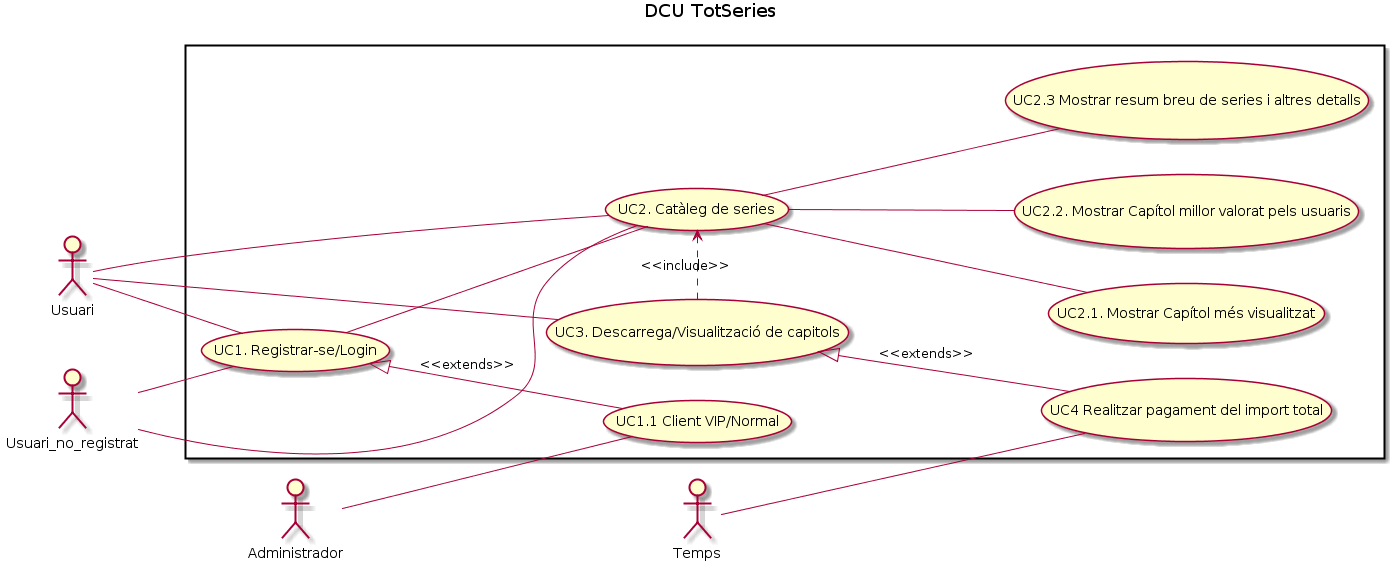 DCU TotSeries
UC2.3 Mostrar resum breu de series i altres detalls
UC2. Catàleg de series
UC2.2. Mostrar Capítol millor valorat pels usuaris
<<include>>
Usuari
UC2.1. Mostrar Capítol més visualitzat
UC3. Descarrega/Visualització de capitols
UC1. Registrar-se/Login
<<extends>>
<<extends>>
UC4 Realitzar pagament del import total
UC1.1 Client VIP/Normal
Usuari_no_registrat
Administrador
Temps